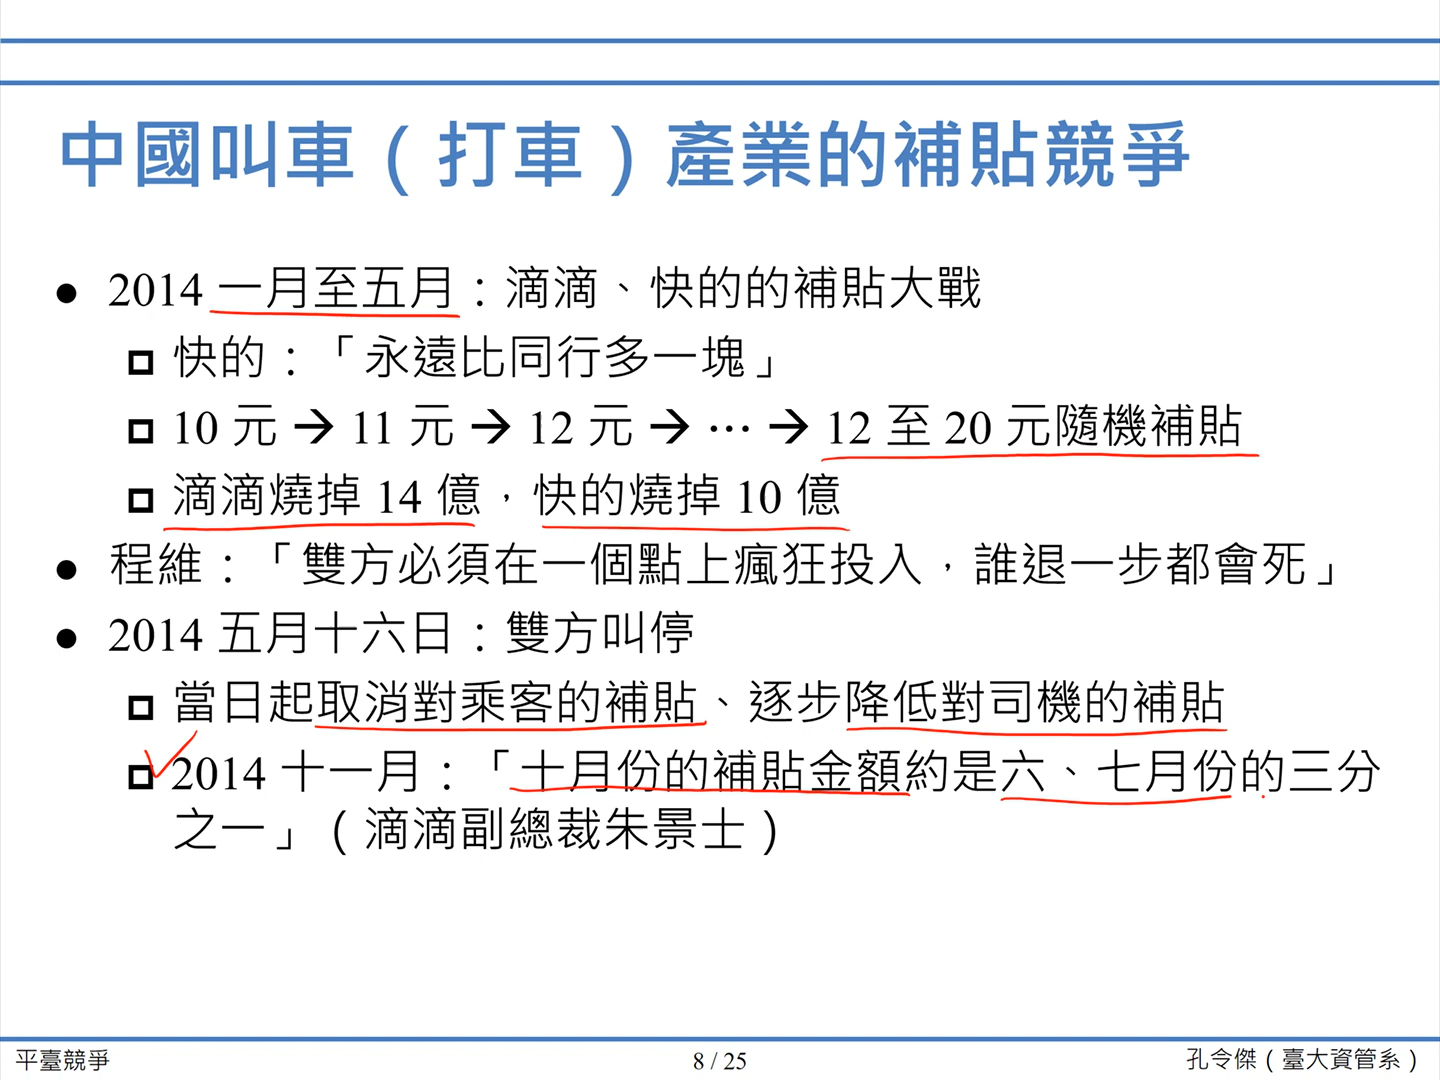 中國叫車（打車）產業的補貼競爭
● 2014 一月至五月：滴滴、快的的補貼大戰
快的：「永遠比同行多一塊」
10 元 → 11 元 → 12 元 → … → 12 至 20 元隨機補貼
滴滴燒掉 14 億，快的燒掉 10 億
● 程維：「雙方必須在一個點上瘋狂投入，誰退一步都會死」
● 2014 五月十六日：雙方叫停
當日起取消對乘客的補貼、逐步降低對司機的補貼
2014 十一月：「十月份的補貼金額約是六、七月份的三分
之一」（滴滴副總裁朱景士）
平臺競爭
8 / 25
孔令傑（臺大資管系）